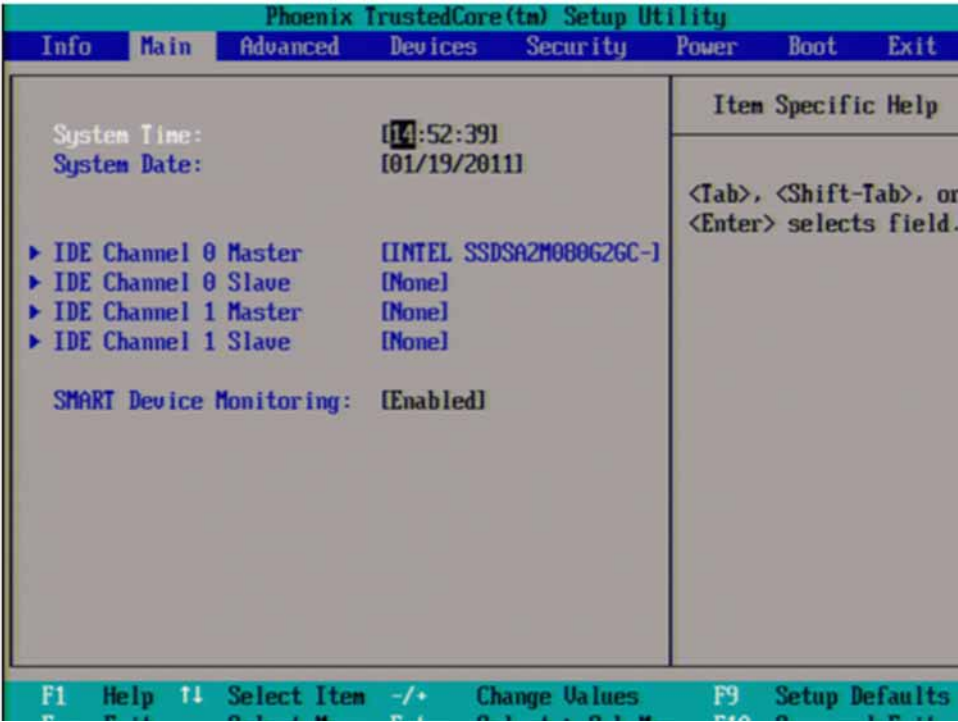 Phoenix TrustedCore(tm) Setup Utility
Info Main Advanced Devices Security Power Boot Exit
Item Specific Help
System Time: [14:52:39]
System Date: [01/19/2011]
<Tab>, <Shift-Tab>, or
<Enter> selects field.
IDE Channel 0 Master [INTEL SSDSA2M080G2GC-]
IDE Channel 0 Slave [None]
IDE Channel 1 Master [None]
IDE Channel 1 Slave [None]
SMART Device Monitoring: [Enabled]
F1 Help ↑↓ Select Item -/+ Change Values F9 Setup Defaults